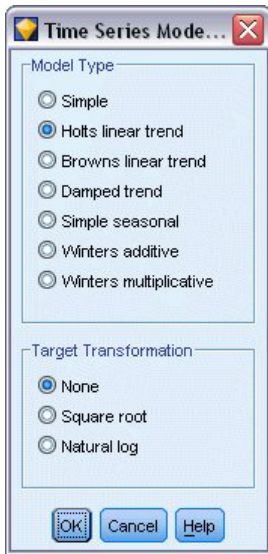 Time Series Mode...
Model Type
Simple
Holts linear trend
Browns linear trend
Damped trend
Simple seasonal
Winters additive
Winters multiplicative
Target Transformation
None
Square root
Natural log
OK Cancel Help